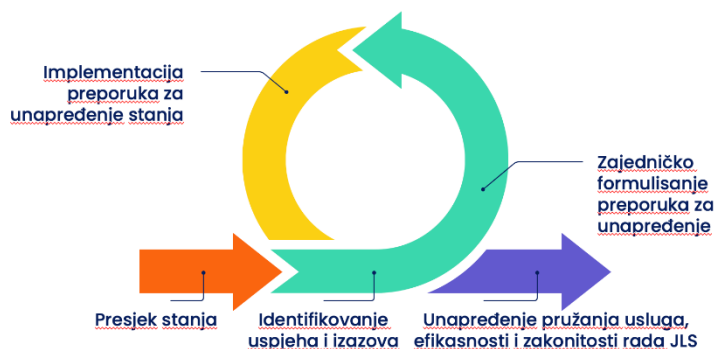 Implementacija
preporuka za
unapređenje stanja
Zajedničko
formulisanje
preporuka za
unapređenje
Presjek stanja
Identifikovanje
uspjeha i izazova
Unapređenje pružanja usluga,
efikasnosti i zakonitosti rada JLS